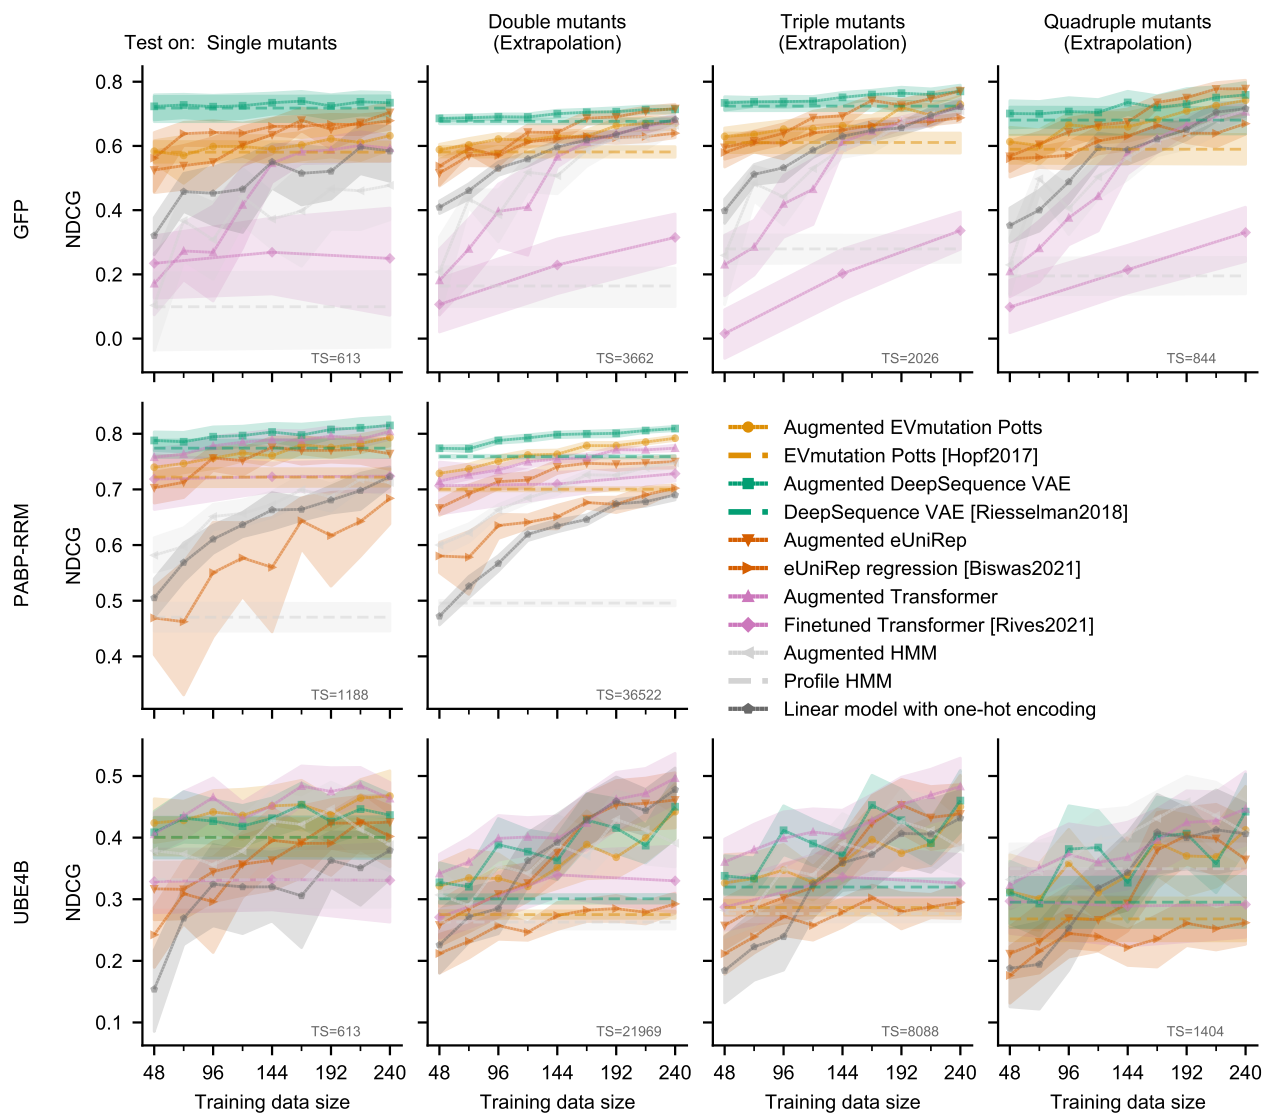 Test on: Single mutants
Double mutants
(Extrapolation)
Triple mutants
(Extrapolation)
Quadruple mutants
(Extrapolation)
GFP
NDCG
0.8
0.6
0.4
0.2
0.0
TS=613
TS=3662
TS=2026
TS=844
PABP-RRM
NDCG
0.8
0.7
0.6
0.5
0.4
TS=1188
TS=36522
Augmented EVmutation Potts
EVmutation Potts [Hopf2017]
Augmented DeepSequence VAE
DeepSequence VAE [Riesselman2018]
Augmented eUniRep
eUniRep regression [Biswas2021]
Augmented Transformer
Finetuned Transformer [Rives2021]
Augmented HMM
Profile HMM
Linear model with one-hot encoding
UBE4B
NDCG
0.5
0.4
0.3
0.2
0.1
TS=613
TS=21969
TS=8088
TS=1404
48 96 144 192 240
48 96 144 192 240
48 96 144 192 240
48 96 144 192 240
Training data size
Training data size
Training data size
Training data size